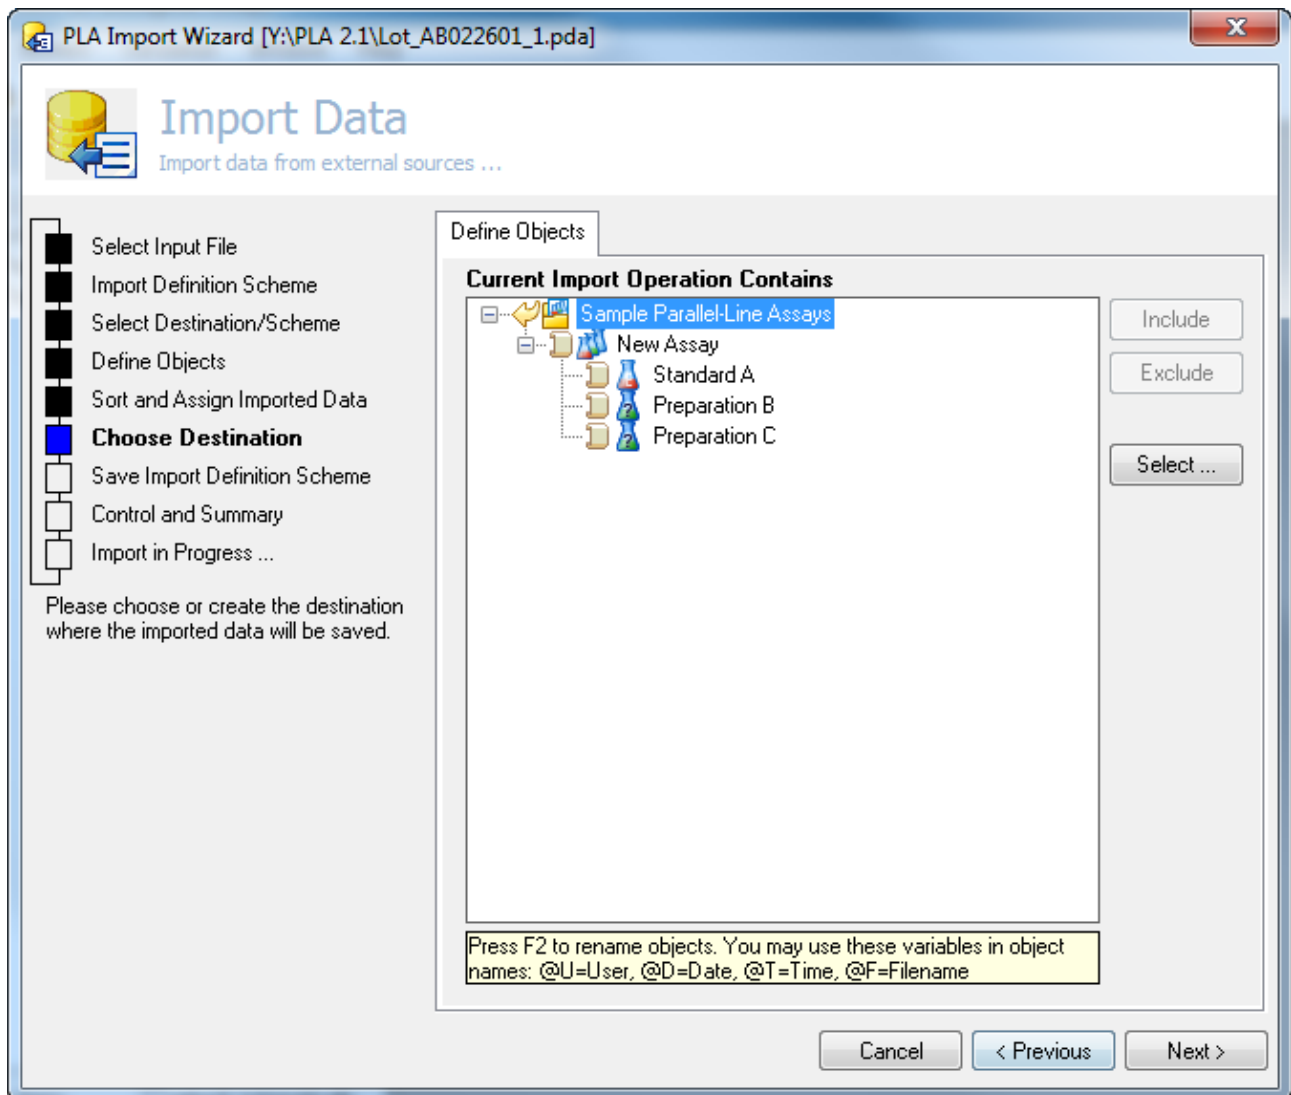 PLA Import Wizard [Y:\PLA 2.1\Lot_AB022601_1.pda]
x
Import Data
Import data from external sources ...
Select Input File
Import Definition Scheme
Select Destination/Scheme
Define Objects
Sort and Assign Imported Data
Choose Destination
Save Import Definition Scheme
Control and Summary
Import in Progress ...
Please choose or create the destination
where the imported data will be saved.
Define Objects
Current Import Operation Contains
Sample Parallel-Line Assays
New Assay
Standard A
? Preparation B
? Preparation C
Include
Exclude
Select ...
Press F2 to rename objects. You may use these variables in object
names: @U=User, @D=Date, @T=Time, @F=Filename
Cancel
< Previous
Next >